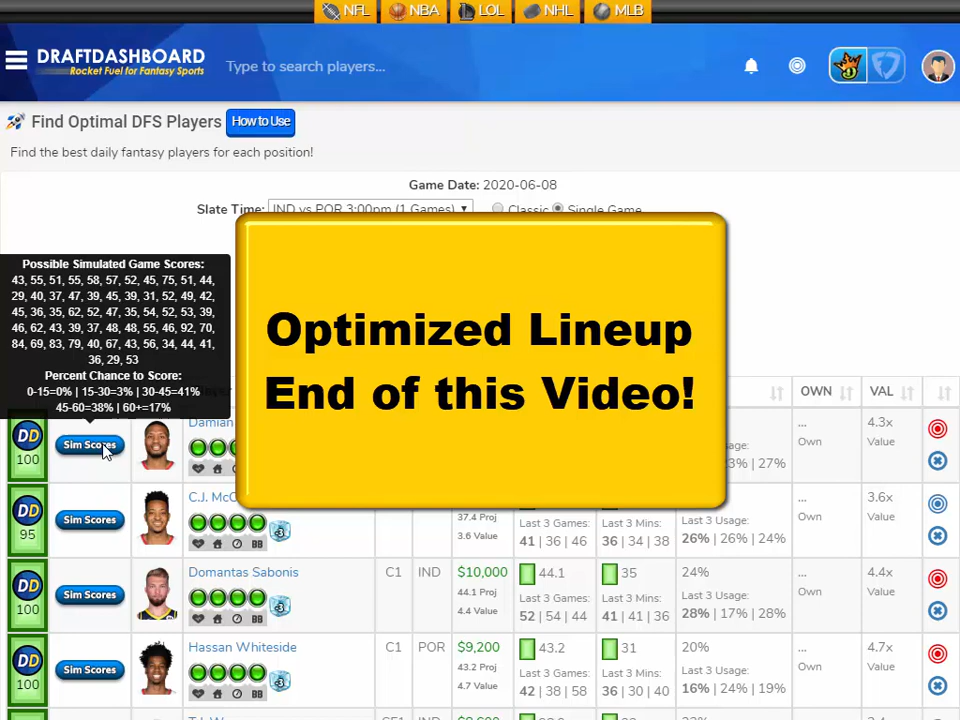 NFL NBA LOL NHL MLB
DRAFTDASHBOARD
Rocket Fuel for Fantasy Sports
Type to search players...
Find Optimal DFS Players How to Use
Find the best daily fantasy players for each position!
Game Date: 2020-06-08
Slate Time: IND vs POR 3:00pm (1 Games) Classic Single Game
Possible Simulated Game Scores:
43, 55, 51, 55, 58, 57, 52, 45, 75, 51, 44,
29, 40, 37, 47, 39, 45, 39, 31, 52, 49, 42,
45, 36, 35, 62, 52, 47, 35, 54, 52, 53, 39,
46, 62, 43, 39, 37, 48, 48, 55, 46, 92, 70,
84, 69, 83, 79, 40, 67, 43, 56, 34, 44, 41,
36, 29, 53
Percent Chance to Score:
0-15=0% | 15-30=3% | 30-45=41%
45-60=38% | 60+=17%
Optimized Lineup
End of this Video!
OWN VAL
DD 100 Sim Scores Damian
... Own 4.3x Value
23% | 27%
DD 95 Sim Scores C.J. McC
37.4 Proj
3.6 Value
Last 3 Games:
41 | 36 | 46
Last 3 Mins:
36 | 34 | 38
Last 3 Usage:
26% | 26% | 24%
... Own 3.6x Value
DD 100 Sim Scores Domantas Sabonis BB C1 IND
$10,000
44.1 Proj
4.4 Value
44.1
Last 3 Games:
52 | 54 | 44
35
Last 3 Mins:
41 | 41 | 36
24%
Last 3 Usage:
28% | 17% | 28%
... Own 4.4x Value
DD 100 Sim Scores Hassan Whiteside BB C1 POR
$9,200
43.2 Proj
4.7 Value
43.2
Last 3 Games:
42 | 38 | 58
31
Last 3 Mins:
36 | 30 | 40
20%
Last 3 Usage:
16% | 24% | 19%
... Own 4.7x Value